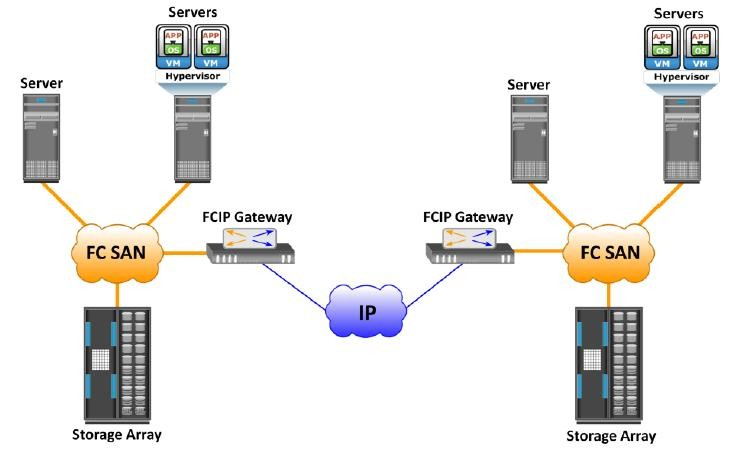 Servers
APP APP
OS OS
VM VM
Hypervisor
Server
FC SAN
FCIP Gateway
Storage Array
IP
Servers
APP APP
OS OS
VM VM
Hypervisor
Server
FCIP Gateway
FC SAN
Storage Array